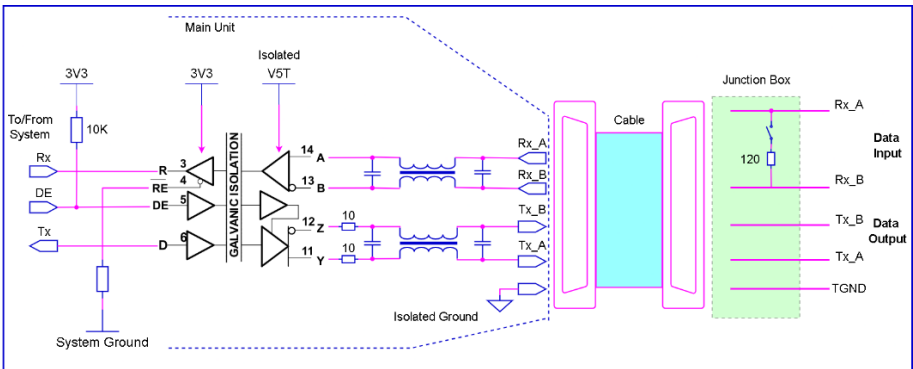 Main Unit
Isolated
3V3
3V3
V5T
Junction Box
To/From
System
10K
Cable
Rx_A
Rx
R
3
14
A
Rx_A
Data
Input
4
RE
13
B
Rx_B
120
Rx_B
DE
DE
5
GALVANIC ISOLATION
12
Z
10
Tx_B
Tx_B
Data
Output
Tx
D
6
11
Y
10
Tx_A
Tx_A
TGND
Isolated Ground
System Ground